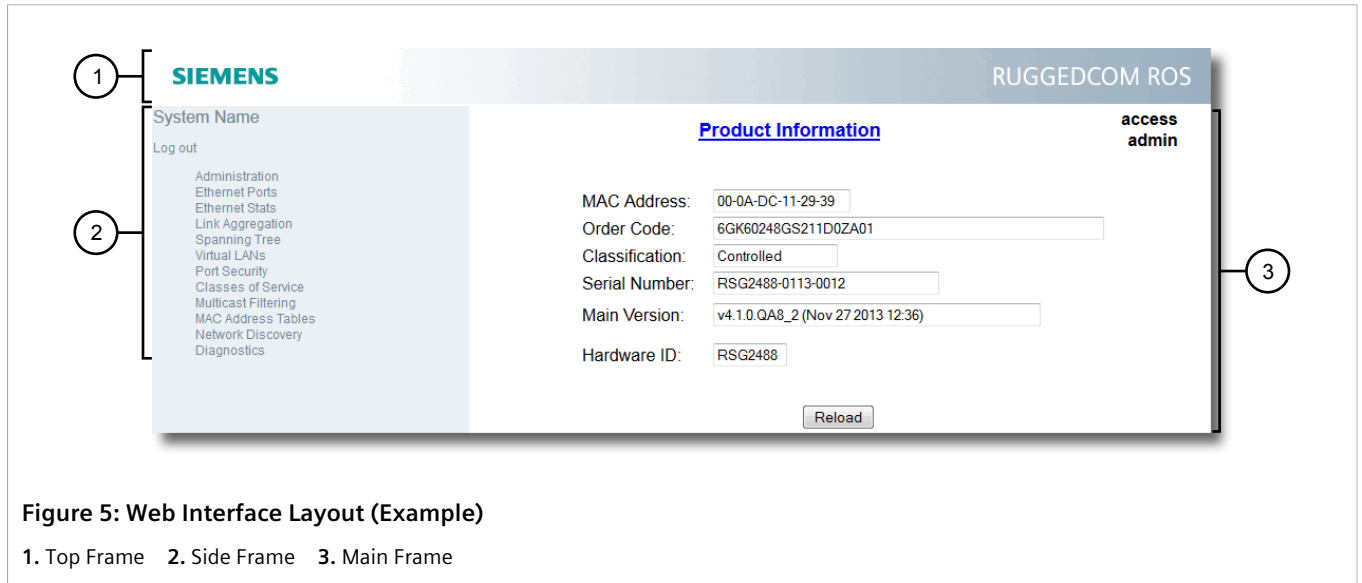 1
SIEMENS
RUGGEDCOM ROS
System Name
Log out
Administration
Ethernet Ports
Ethernet Stats
Link Aggregation
Spanning Tree
Virtual LANs
Port Security
Classes of Service
Multicast Filtering
MAC Address Tables
Network Discovery
Diagnostics
2
Product Information
access
admin
MAC Address: 00-0A-DC-11-29-39
Order Code: 6GK60248GS211D0ZA01
Classification: Controlled
Serial Number: RSG2488-0113-0012
Main Version: v4.1.0.QA8_2 (Nov 27 2013 12:36)
Hardware ID: RSG2488
Reload
3
Figure 5: Web Interface Layout (Example)
1. Top Frame 2. Side Frame 3. Main Frame